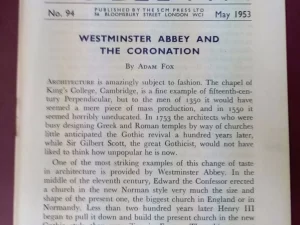 No. 94
PUBLISHED BY THE SCM PRESS LTD
56 BLOOMSBURY STREET LONDON WC1
May 1953
WESTMINSTER ABBEY AND
THE CORONATION
By Adam Fox
Architecture is amazingly subject to fashion. The chapel of
King's College, Cambridge, is a fine example of fifteenth-
century Perpendicular, but to the men of 1350 it would have
seemed a mere piece of mass production, and in 1550 it
seemed horribly uneducated. In 1753 the architects who were
busy designing Greek and Roman temples by way of churches
little anticipated the Gothic revival a hundred years later,
while Sir Gilbert Scott, the great Gothicist, would not have
liked to think how unpopular he is now.
One of the most striking examples of this change of taste
in architecture is provided by Westminster Abbey. In the
middle of the eleventh century, Edward the Confessor erected
a church in the new Norman style very much the size and
shape of the present one, the biggest church in England or in
Normandy. Less than two hundred years later Henry III
began to pull it down and build the present church in the new